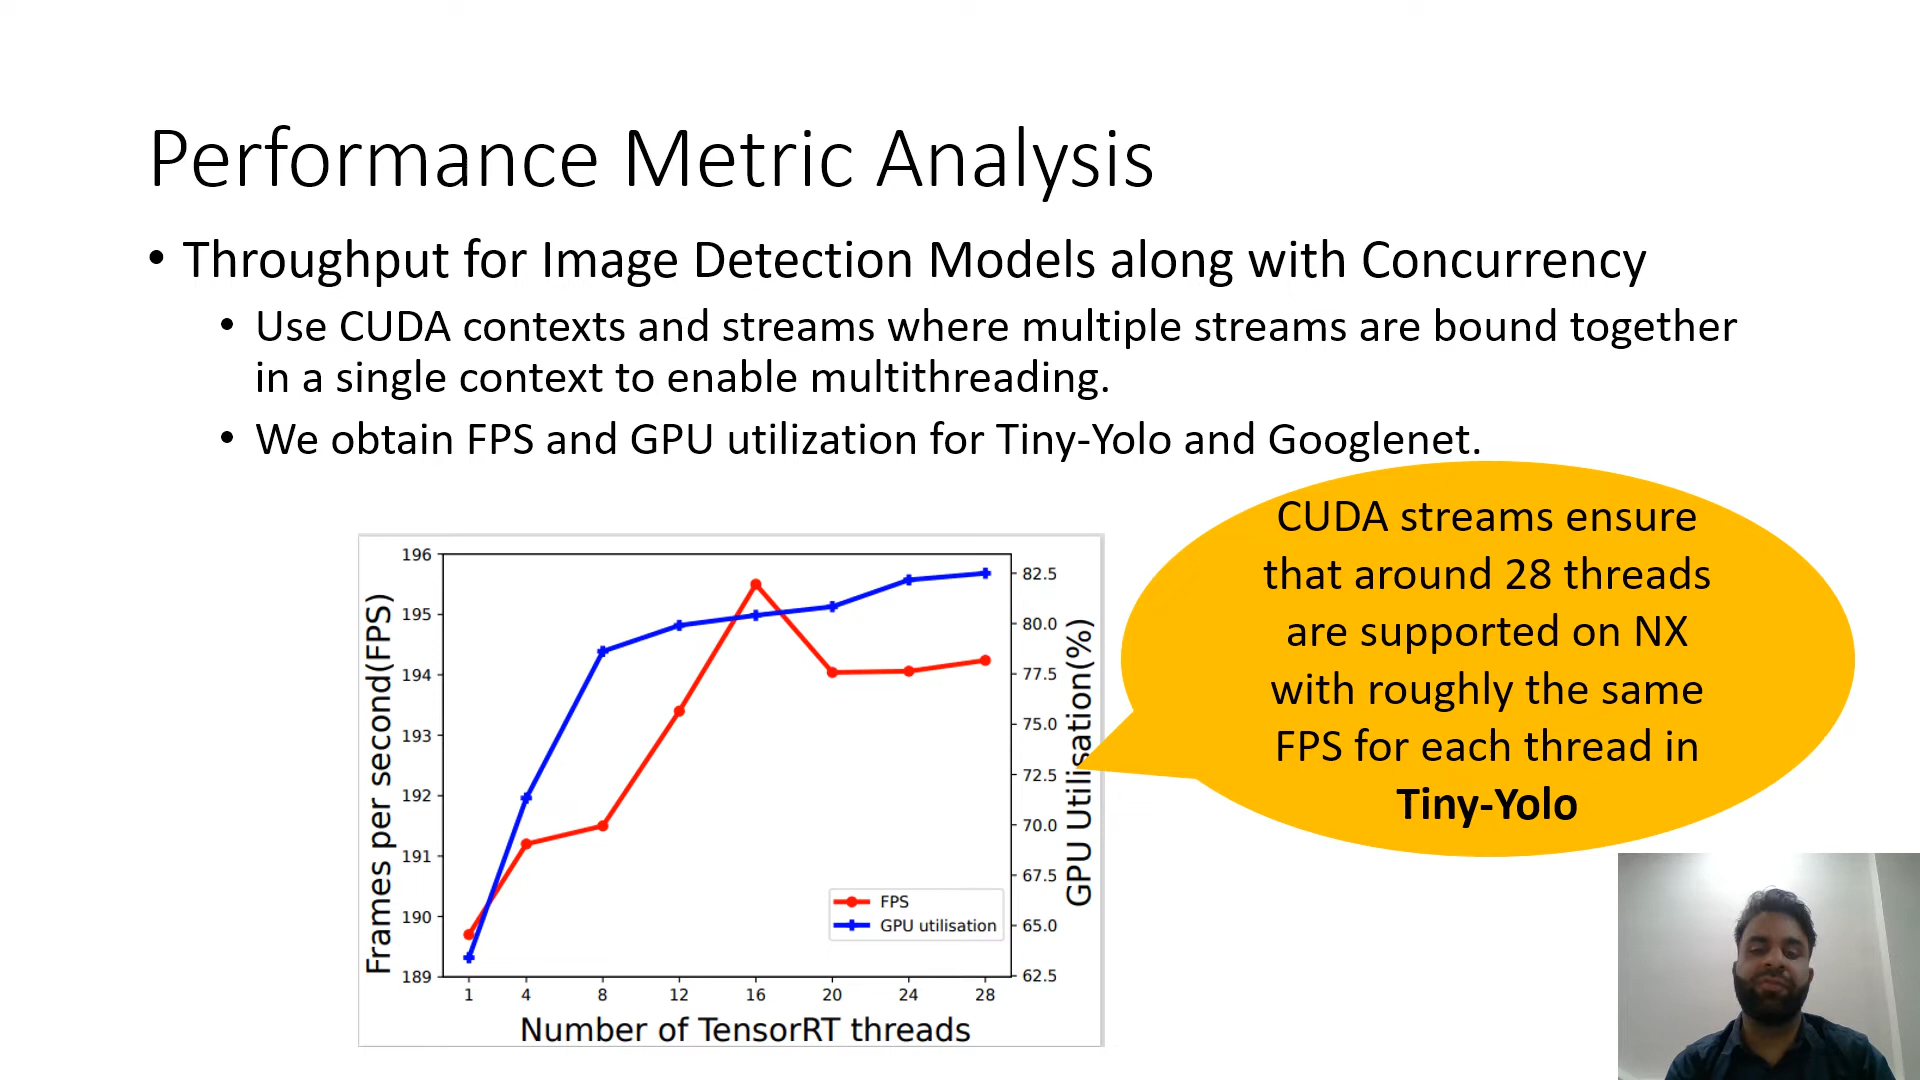 Performance Metric Analysis
• Throughput for Image Detection Models along with Concurrency
• Use CUDA contexts and streams where multiple streams are bound together
in a single context to enable multithreading.
• We obtain FPS and GPU utilization for Tiny-Yolo and Googlenet.
CUDA streams ensure
that around 28 threads
are supported on NX
with roughly the same
FPS for each thread in
Tiny-Yolo
Frames per second(FPS)
196
195
194
193
192
191
190
189
82.5
80.0
77.5
75.0
72.5
70.0
67.5
65.0
62.5
GPU Utilisation(%)
FPS
GPU utilisation
1 4 8 12 16 20 24 28
Number of TensorRT threads